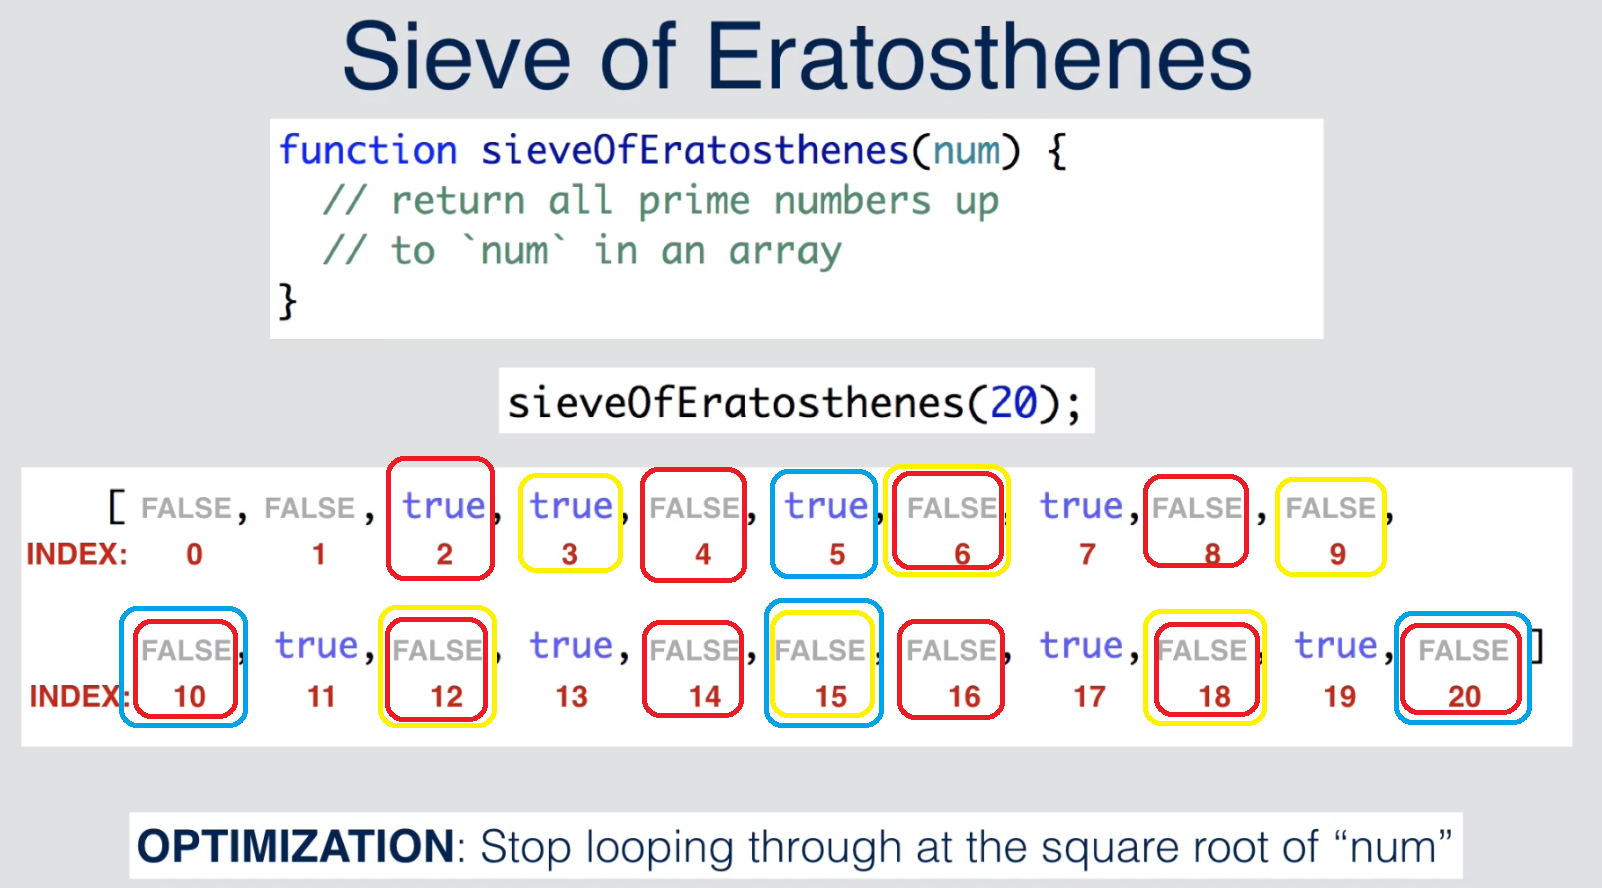 Sieve of Eratosthenes
function sieveOfEratosthenes(num) {
// return all prime numbers up
// to `num` in an array
}
sieveOfEratosthenes(20);
[ FALSE, FALSE, true, true, FALSE, true, FALSE, true, FALSE, FALSE,
INDEX: 0 1 2 3 4 5 6 7 8 9
FALSE, true, FALSE, true, FALSE, FALSE, FALSE, true, FALSE, true, FALSE ]
INDEX: 10 11 12 13 14 15 16 17 18 19 20
OPTIMIZATION: Stop looping through at the square root of “num”